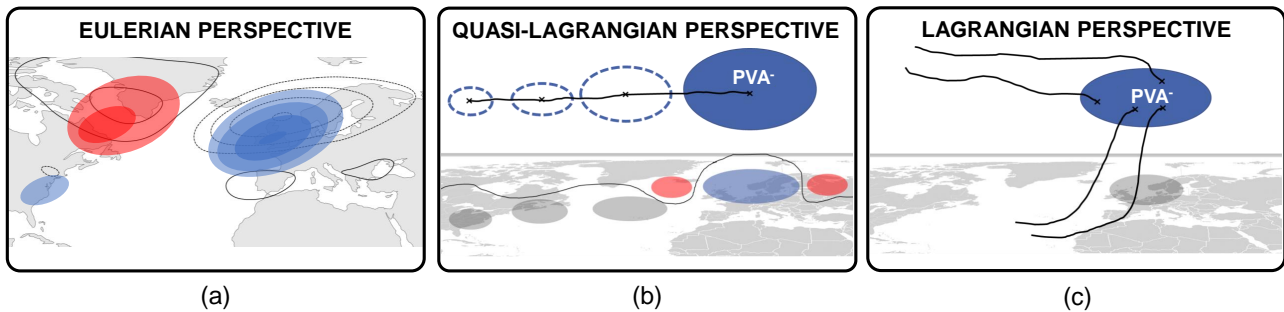 EULERIAN PERSPECTIVE
QUASI-LAGRANGIAN PERSPECTIVE
PVA-
LAGRANGIAN PERSPECTIVE
PVA-
(a)
(b)
(c)